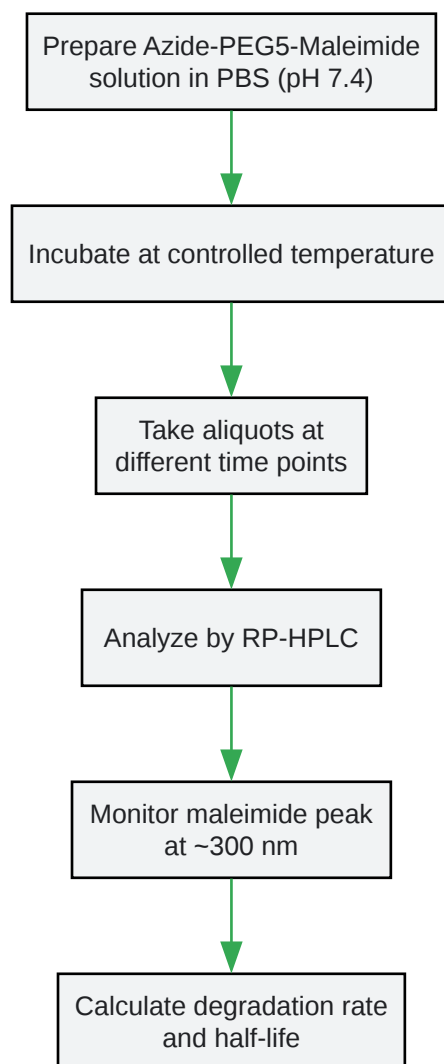 Prepare Azide-PEG5-Maleimide
solution in PBS (pH 7.4)
Incubate at controlled temperature
Take aliquots at
different time points
Analyze by RP-HPLC
Monitor maleimide peak
at ~300 nm
Calculate degradation rate
and half-life